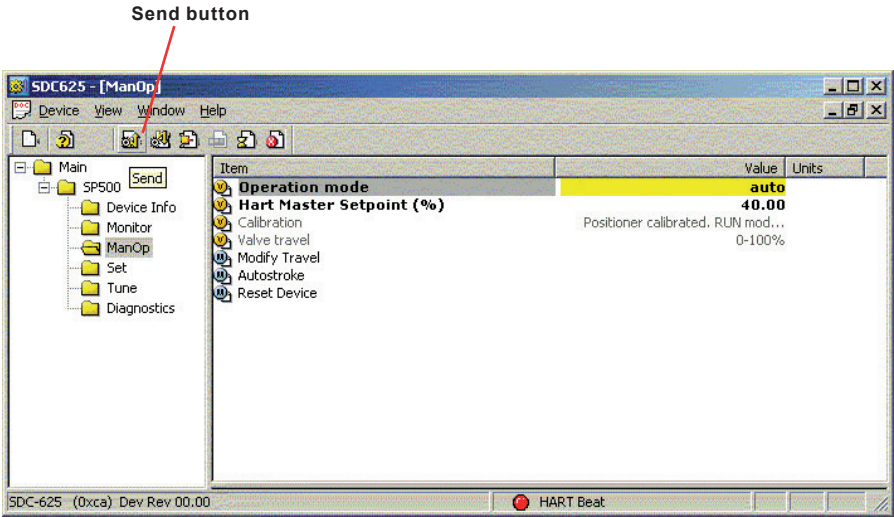 Send button
SDC625 - [ManOp]
Device View Window Help
Main
SP500
Send
Device Info
Monitor
ManOp
Set
Tune
Diagnostics
Item Value Units
Operation mode auto
Hart Master Setpoint (%) 40.00
Calibration Positioner calibrated. RUN mod...
Valve travel 0-100%
Modify Travel
Autostroke
Reset Device
SDC-625 (0xca) Dev Rev 00.00 HART Beat